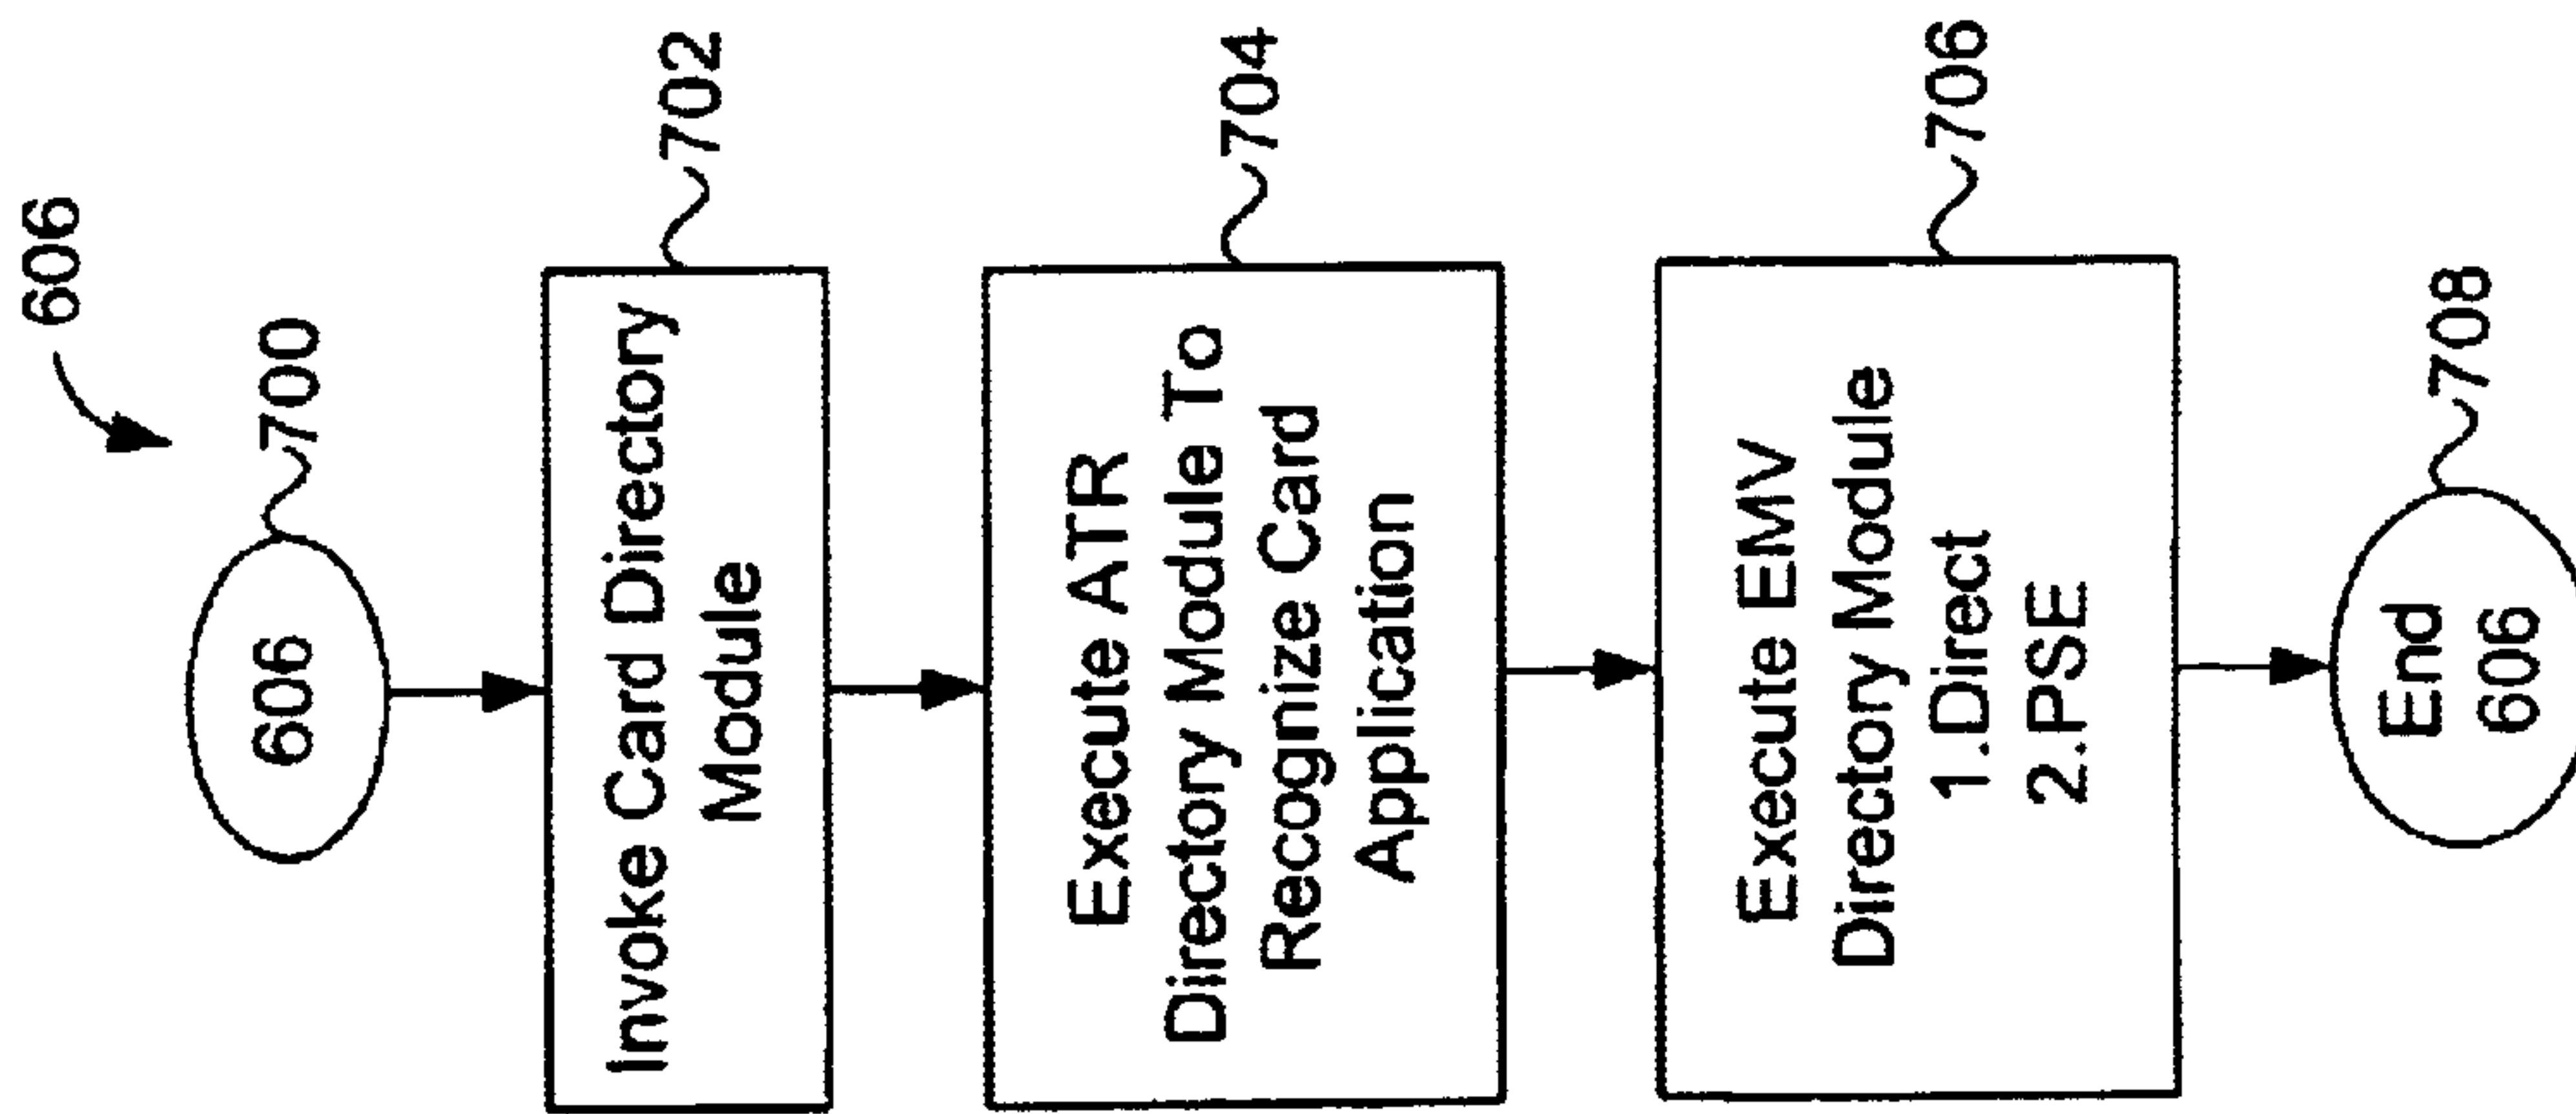 606
700
606
702
Invoke Card Directory
Module
704
Execute ATR
Directory Module To
Recognize Card
Application
706
Execute EMV
Directory Module
1.Direct
2.PSE
708
End
606